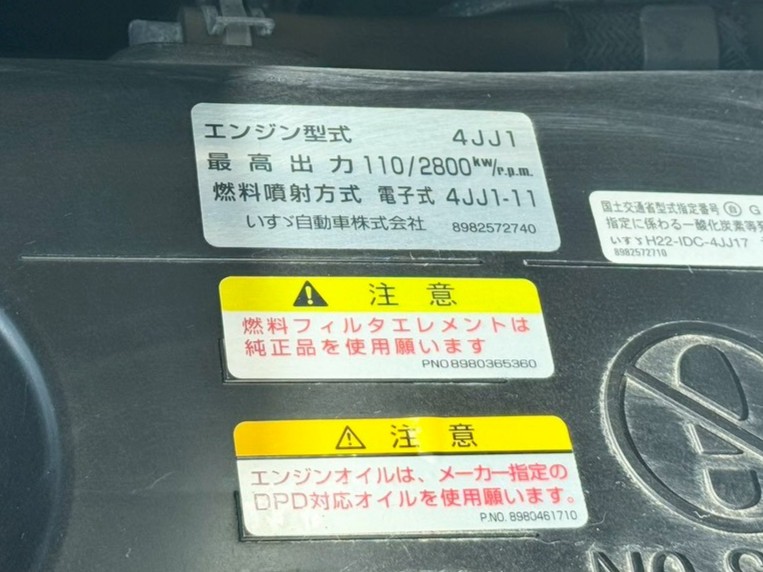 エンジン型式 4JJ1
最高出力 110/2800kw/r.p.m.
燃料噴射方式 電子式 4JJ1-11
いすゞ自動車株式会社 8982572740
国土交通省型式指定番号 Ⓑ G
指定に係わる一酸化炭素等発
いすゞH22-IDC-4JJ17
8982572710
注意
燃料フィルタエレメントは
純正品を使用願います
PNO8980365360
注意
エンジンオイルは、メーカー指定の
DPD対応オイルを使用願います。
P.NO. 8980461710
NO